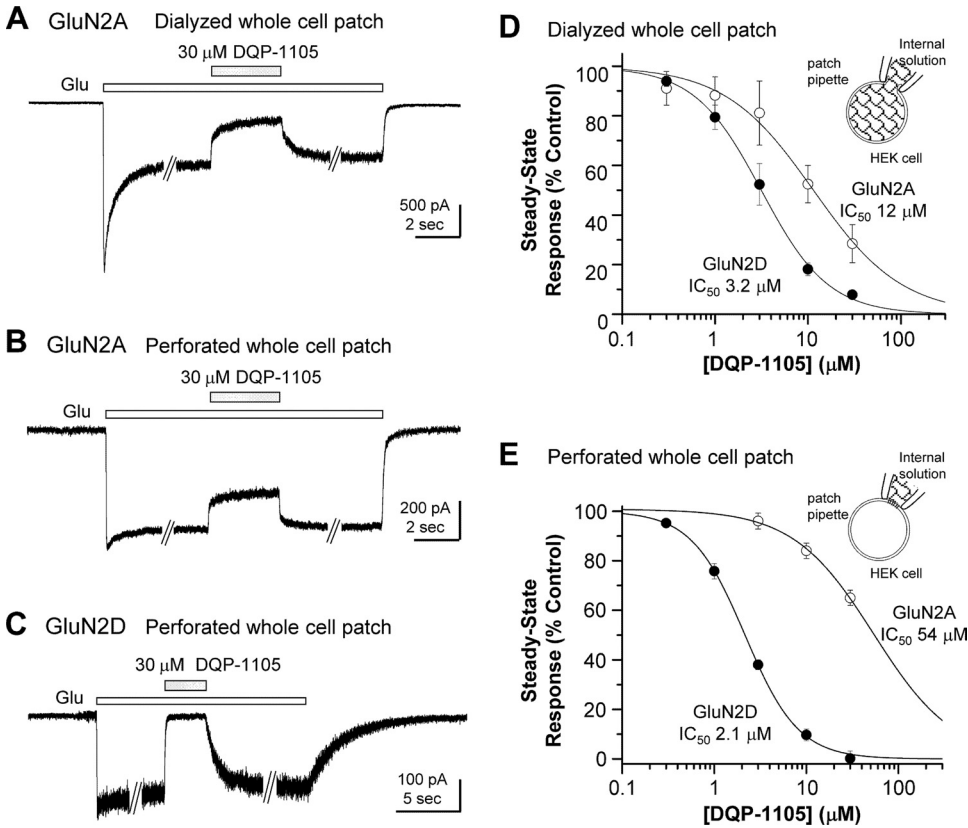 A GluN2A Dialyzed whole cell patch
30 μM DQP-1105
Glu
500 pA
2 sec
B GluN2A Perforated whole cell patch
30 μM DQP-1105
Glu
200 pA
2 sec
C GluN2D Perforated whole cell patch
30 μM DQP-1105
Glu
100 pA
5 sec
D Dialyzed whole cell patch
Steady-State
Response (% Control)
100
80
60
40
20
0
0.1 1 10 100
[DQP-1105] (μM)
patch
pipette
Internal
solution
HEK cell
GluN2A
IC50 12 μM
GluN2D
IC50 3.2 μM
E Perforated whole cell patch
Steady-State
Response (% Control)
100
80
60
40
20
0
0.1 1 10 100
[DQP-1105] (μM)
patch
pipette
Internal
solution
HEK cell
GluN2A
IC50 54 μM
GluN2D
IC50 2.1 μM